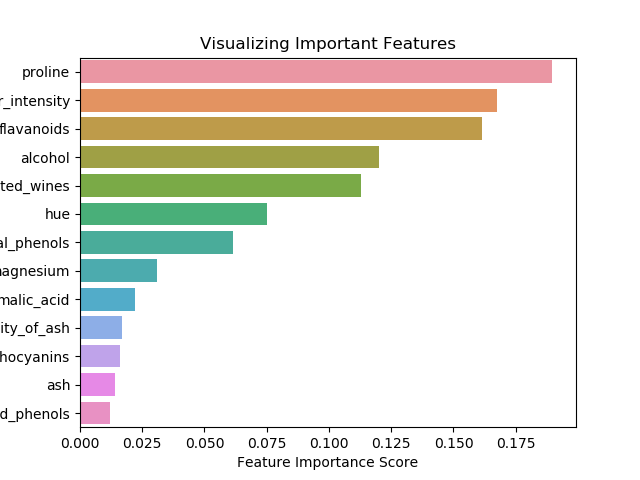 Visualizing Important Features
proline
r_intensity
flavanoids
alcohol
ted_wines
hue
al_phenols
nagnesium
malic_acid
ity_of_ash
hocyanins
ash
d_phenols
0.000 0.025 0.050 0.075 0.100 0.125 0.150 0.175
Feature Importance Score